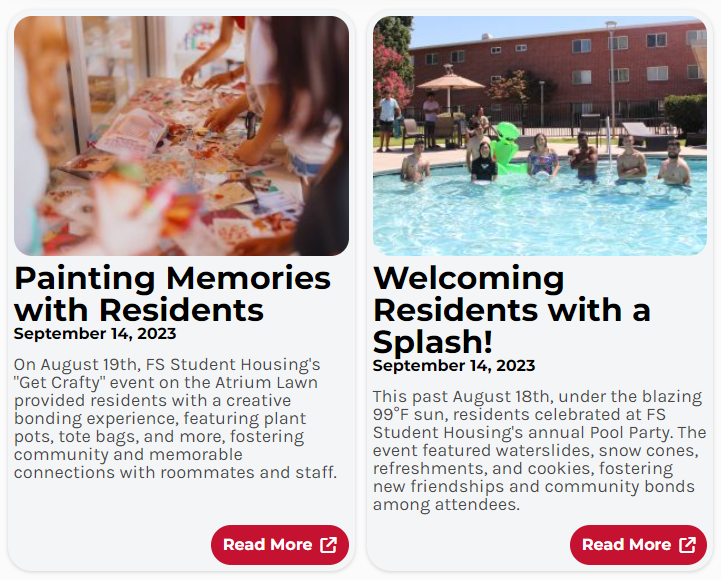 Painting Memories
with Residents
September 14, 2023
On August 19th, FS Student Housing's
"Get Crafty" event on the Atrium Lawn
provided residents with a creative
bonding experience, featuring plant
pots, tote bags, and more, fostering
community and memorable
connections with roommates and staff.
Read More
Welcoming
Residents with a
Splash!
September 14, 2023
This past August 18th, under the blazing
99°F sun, residents celebrated at FS
Student Housing's annual Pool Party. The
event featured waterslides, snow cones,
refreshments, and cookies, fostering
new friendships and community bonds
among attendees.
Read More